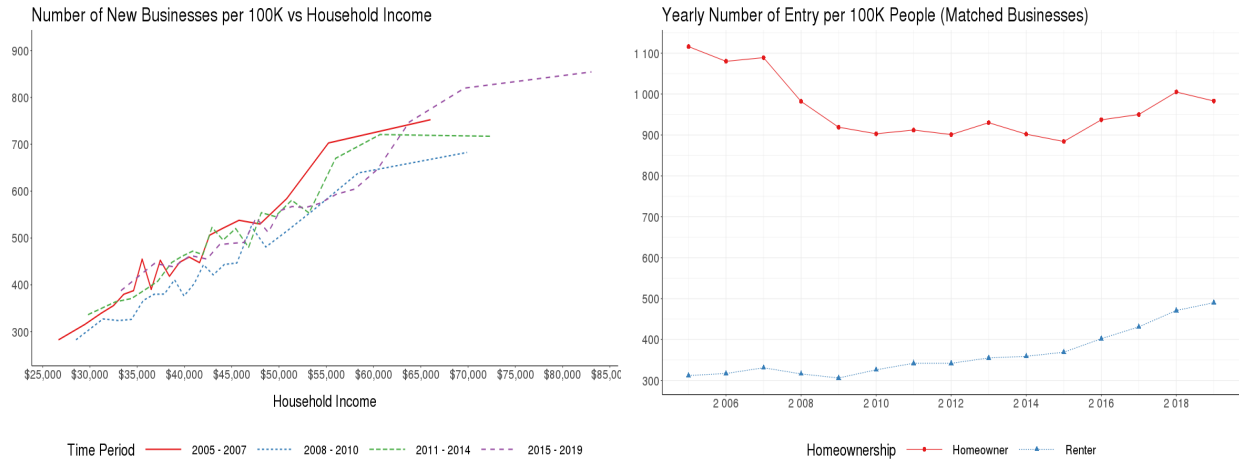 Number of New Businesses per 100K vs Household Income
900
800
700
600
500
400
300
$25,000 $30,000 $35,000 $40,000 $45,000 $50,000 $55,000 $60,000 $65,000 $70,000 $75,000 $80,000 $85,0
Household Income
Time Period 2005 - 2007 2008 - 2010 2011 - 2014 2015 - 2019
Yearly Number of Entry per 100K People (Matched Businesses)
1 100
1 000
900
800
700
600
500
400
300
2 006 2 008 2 010 2 012 2 014 2 016 2 018
Homeownership Homeowner Renter